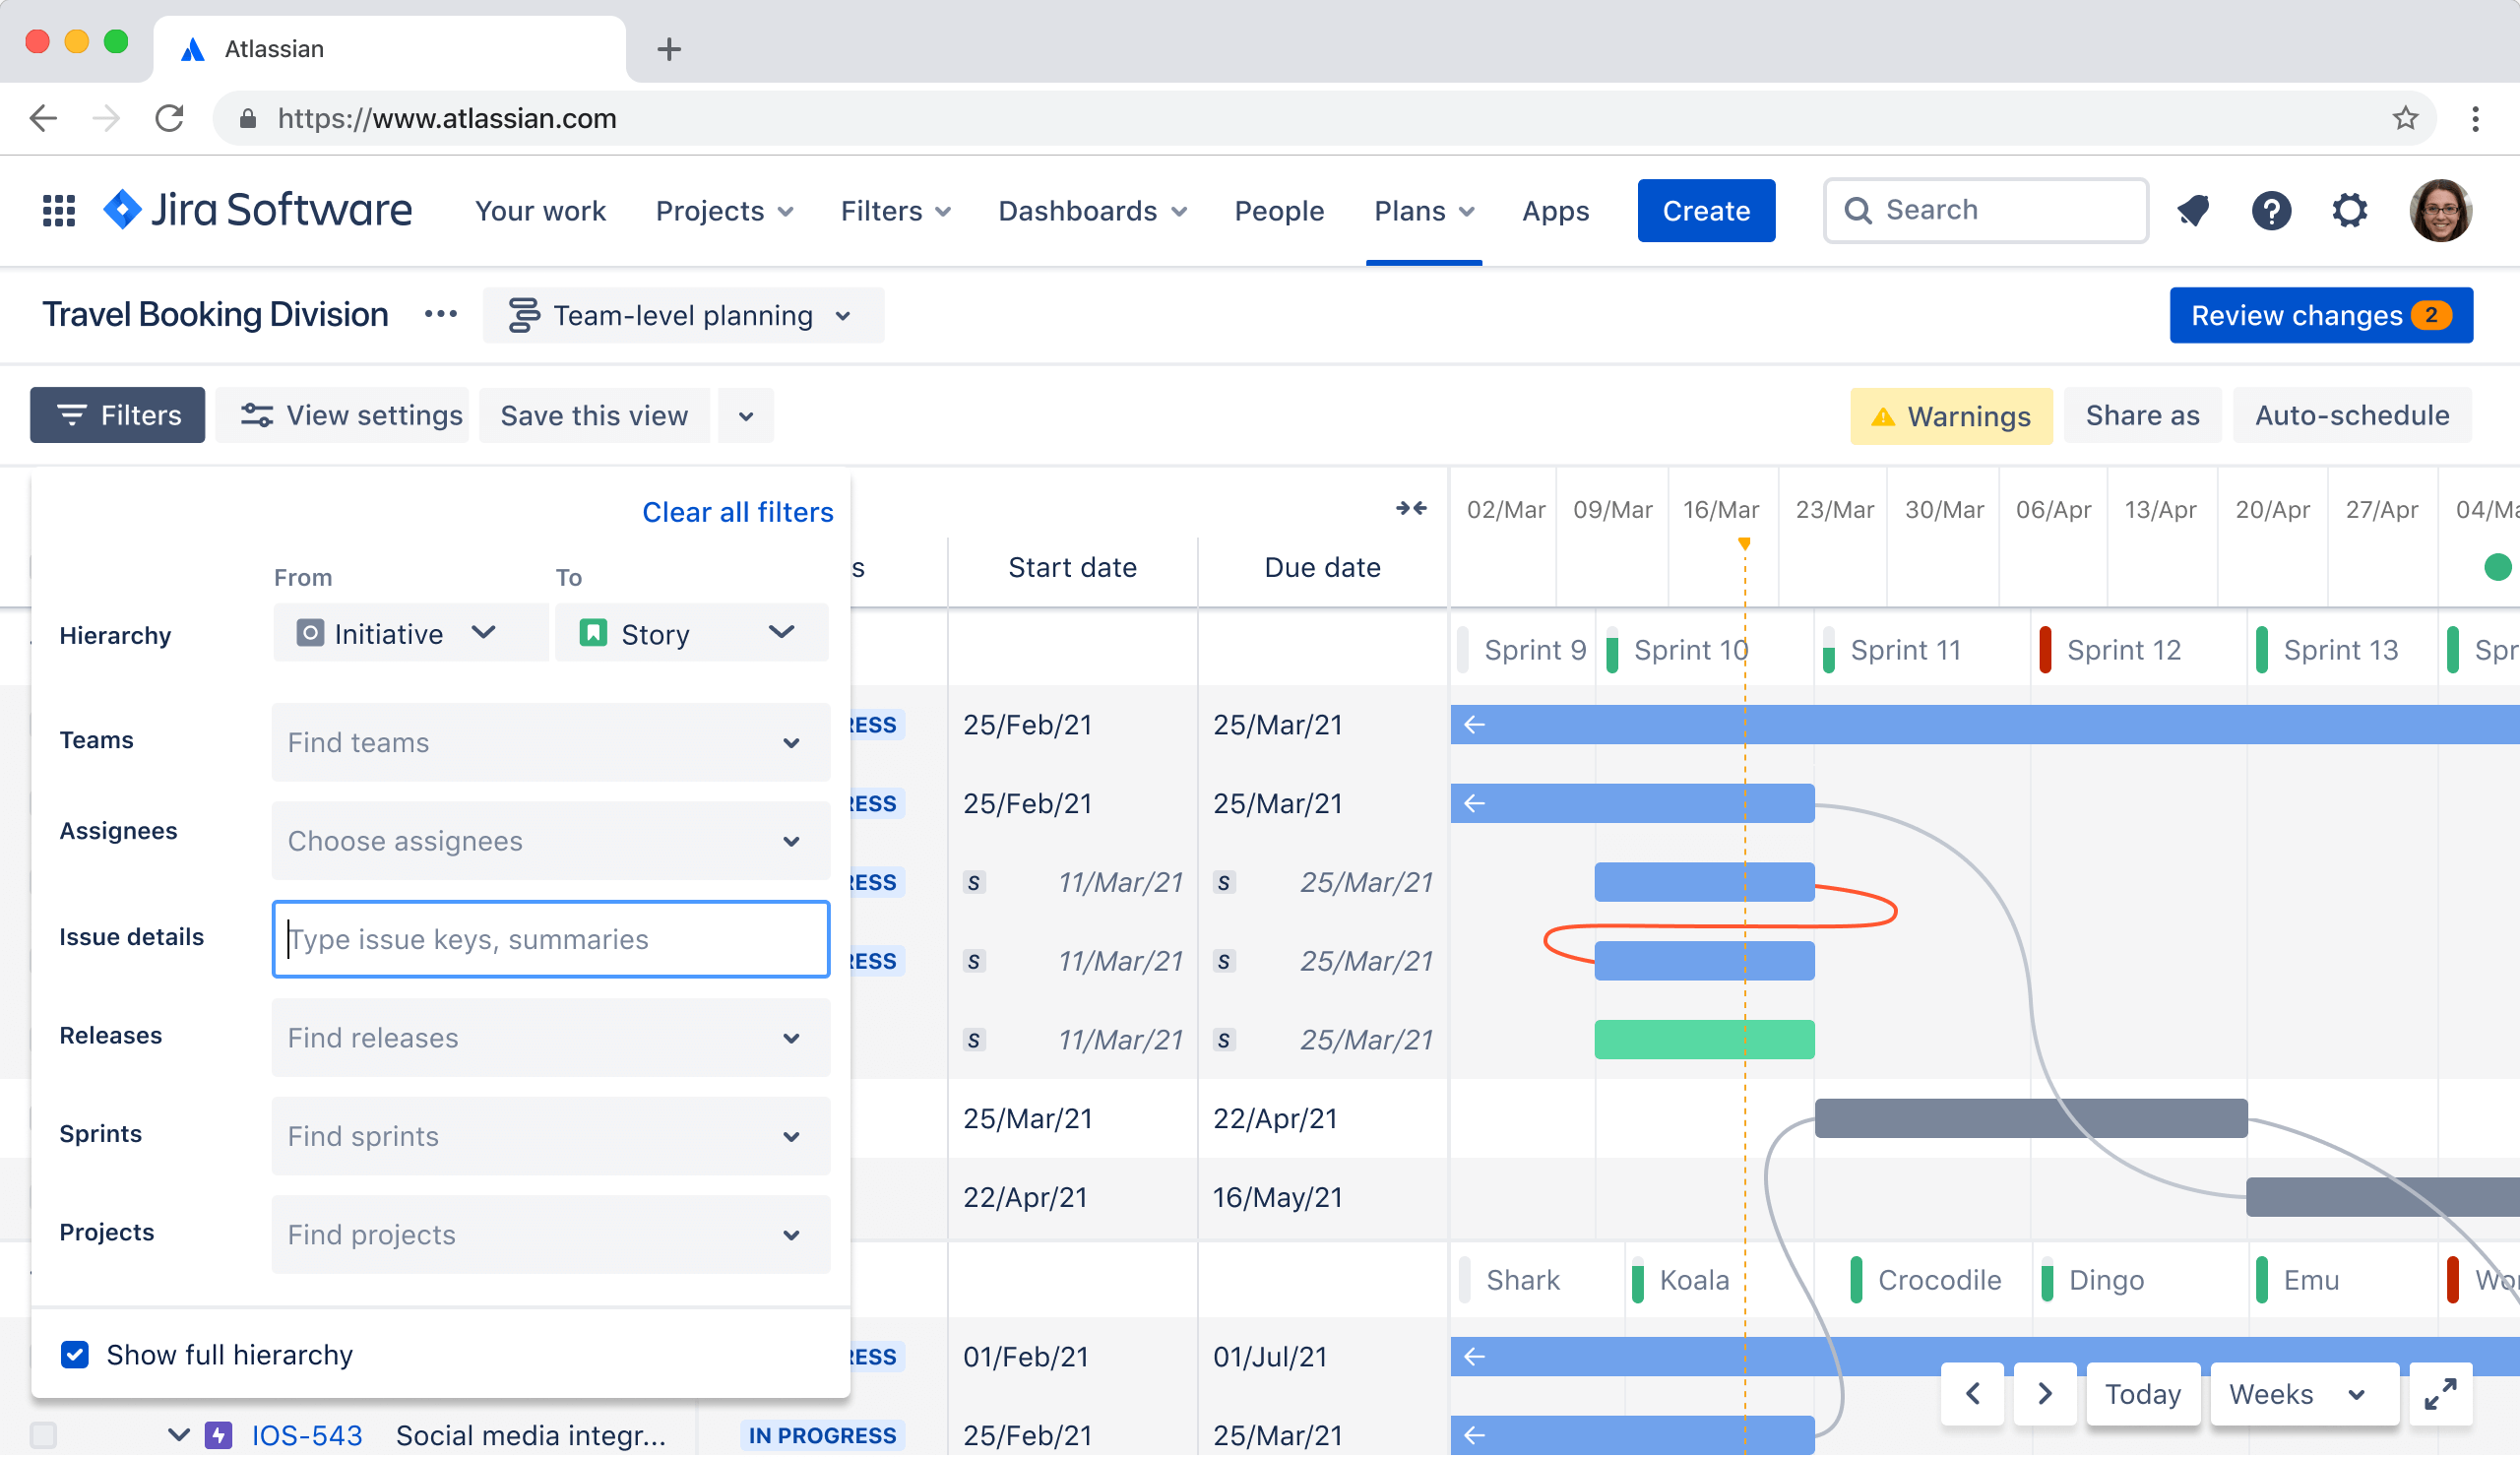 Atlassian
https://www.atlassian.com
Jira Software Your work Projects Filters Dashboards People Plans Apps Create Search ?
Travel Booking Division ••• Team-level planning Review changes 2
Filters View settings Save this view Warnings Share as Auto-schedule
Clear all filters 02/Mar 09/Mar 16/Mar 23/Mar 30/Mar 06/Apr 13/Apr 20/Apr 27/Apr 04/Ma
From To s Start date Due date
Hierarchy Initiative Story Sprint 9 Sprint 10 Sprint 11 Sprint 12 Sprint 13 Spr
Teams Find teams RESS 25/Feb/21 25/Mar/21
RESS 25/Feb/21 25/Mar/21
Assignees Choose assignees
RESS S 11/Mar/21 S 25/Mar/21
Issue details Type issue keys, summaries RESS S 11/Mar/21 S 25/Mar/21
Releases Find releases S 11/Mar/21 S 25/Mar/21
Sprints Find sprints 25/Mar/21 22/Apr/21
22/Apr/21 16/May/21
Projects Find projects
Shark Koala Crocodile Dingo Emu Wo
Show full hierarchy RESS 01/Feb/21 01/Jul/21
Today Weeks
IOS-543 Social media integr... IN PROGRESS 25/Feb/21 25/Mar/21